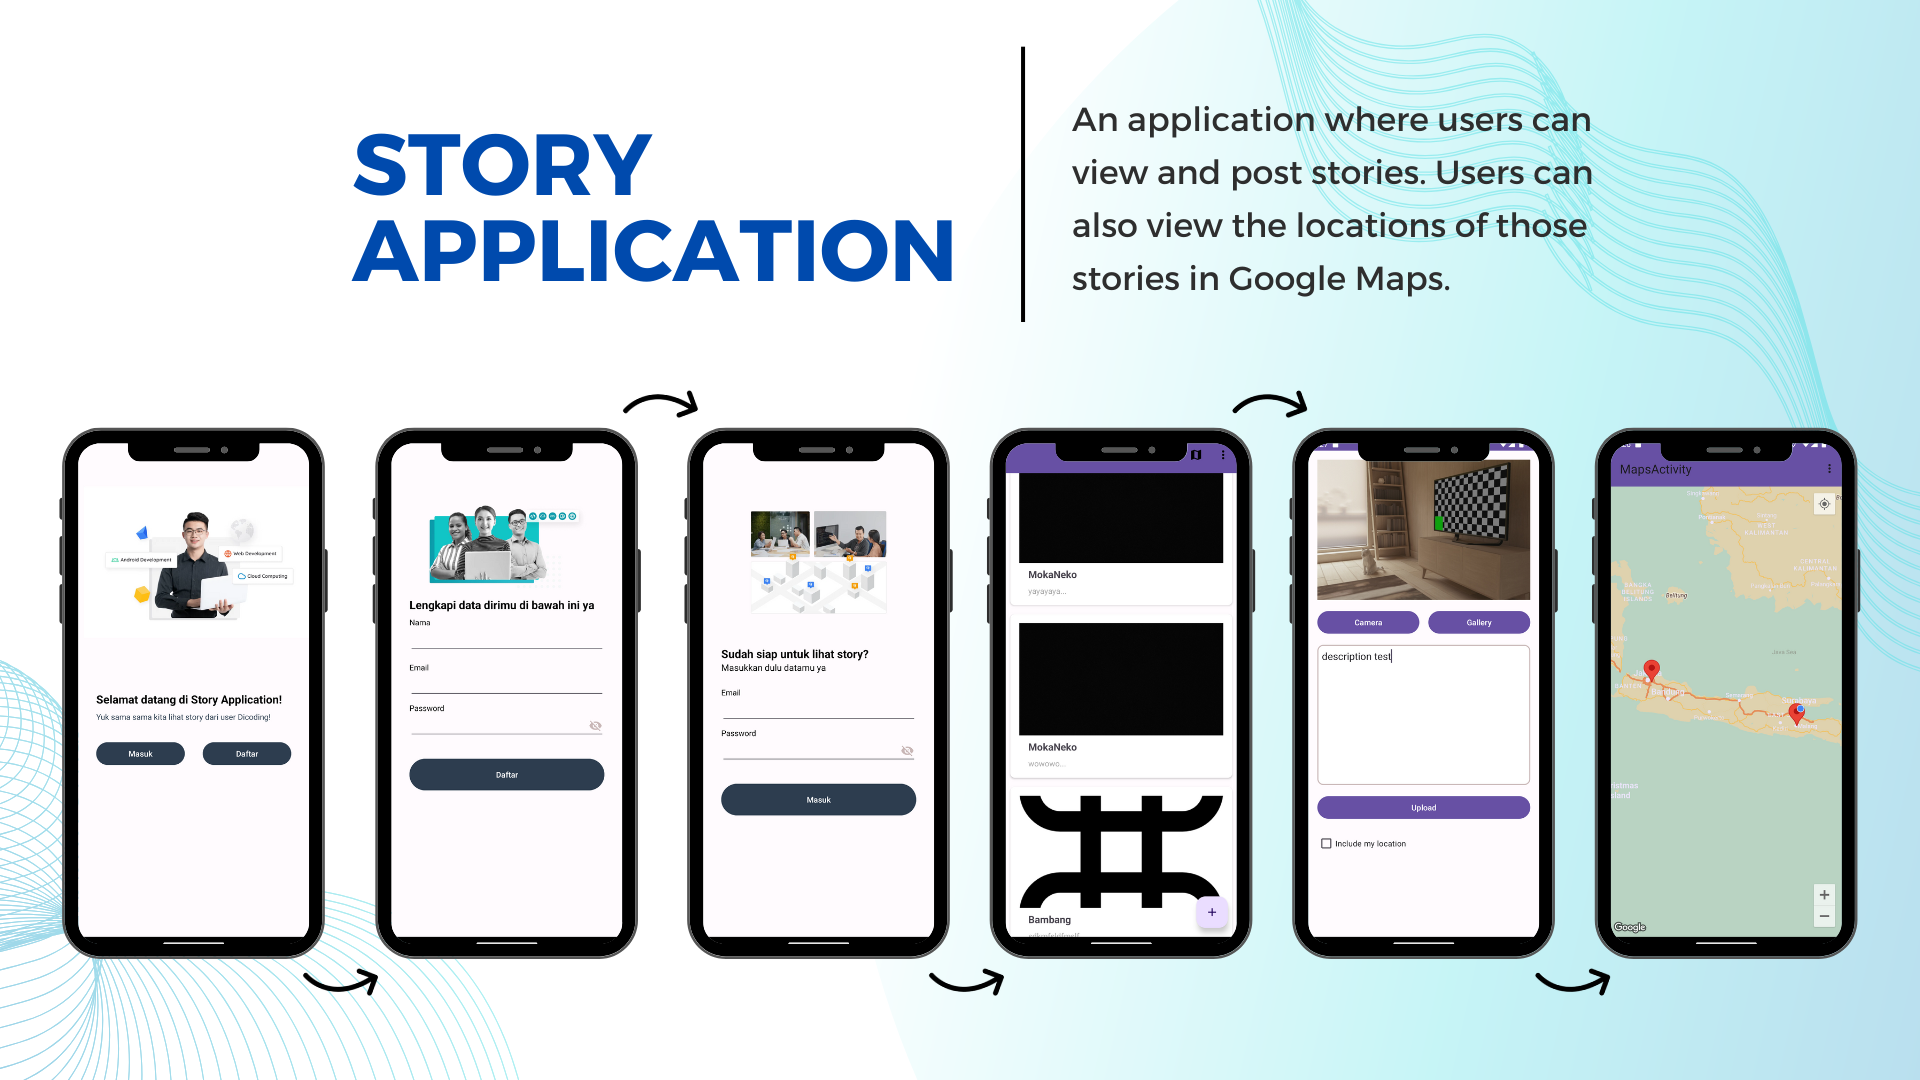 STORY
APPLICATION
An application where users can
view and post stories. Users can
also view the locations of those
stories in Google Maps.
Android Development
Web Development
Cloud Computing
Selamat datang di Story Application!
Yuk sama sama kita lihat story dari user Dicoding!
Masuk
Daftar
Lengkapi data dirimu di bawah ini ya
Nama
Email
Password
Daftar
Sudah siap untuk lihat story?
Masukkan dulu datamu ya
Email
Password
Masuk
MokaNeko
yayayaya...
MokaNeko
wowowo...
Bambang
Camera
Gallery
description test
Upload
Include my location
MapsActivity
WEST
KALIMANTAN
CENTRAL
KALIMANTAN
BANGKA
BELITUNG
ISLANDS
Belitung
Java Sea
BANTEN
Bandung
Surabaya
Google